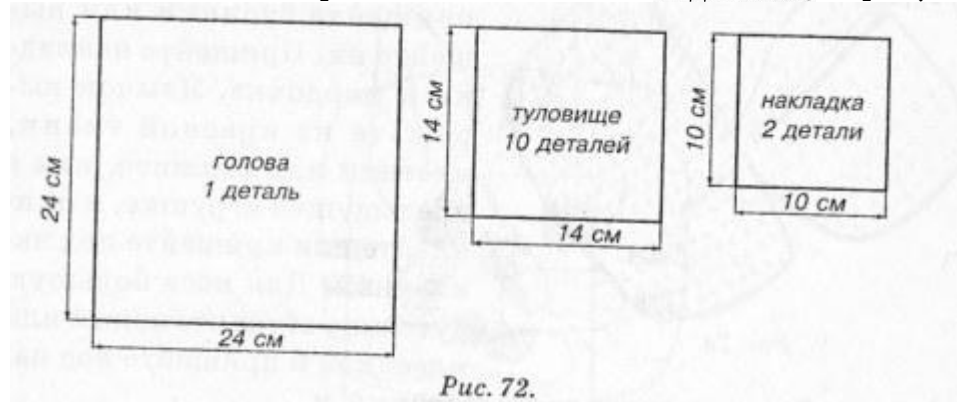 24 см
голова
1 деталь
24 см
14 см
туловище
10 деталей
14 см
10 см
накладка
2 детали
10 см
Рис. 72.